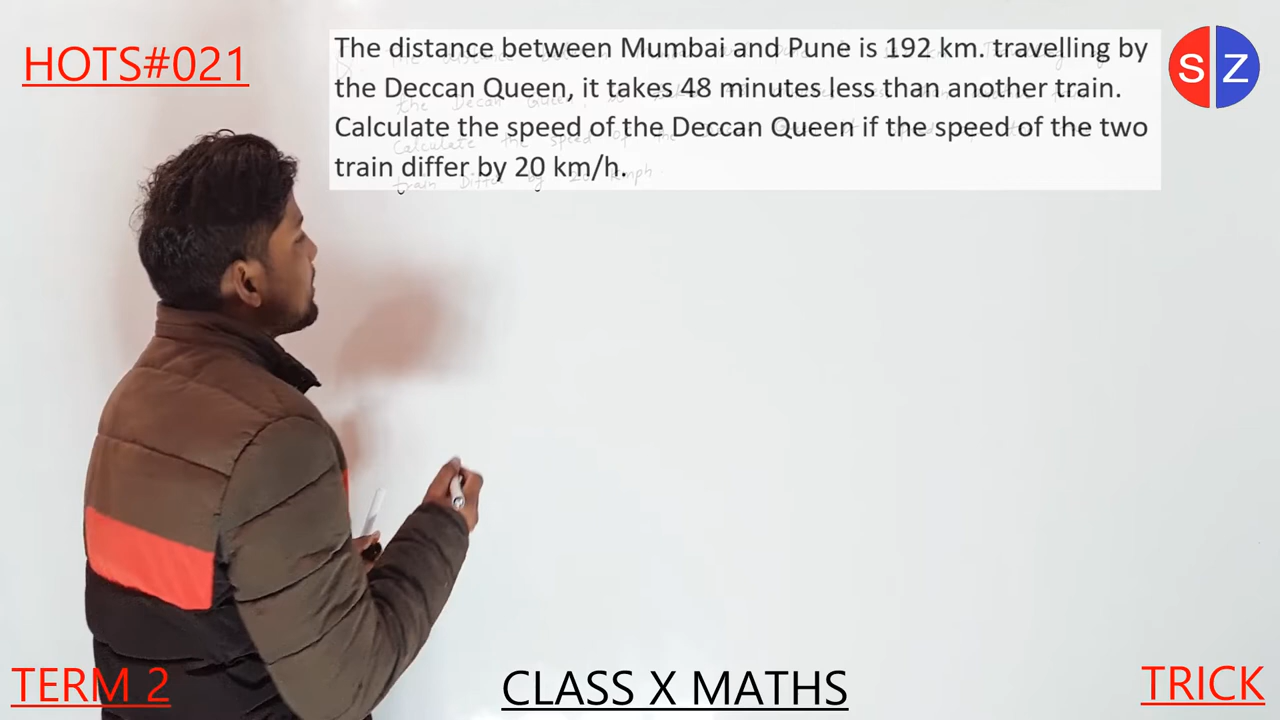 HOTS#021
The distance between Mumbai and Pune is 192 km. travelling by
the Deccan Queen, it takes 48 minutes less than another train.
Calculate the speed of the Deccan Queen if the speed of the two
train differ by 20 km/h.
S Z
TERM 2
CLASS X MATHS
TRICK